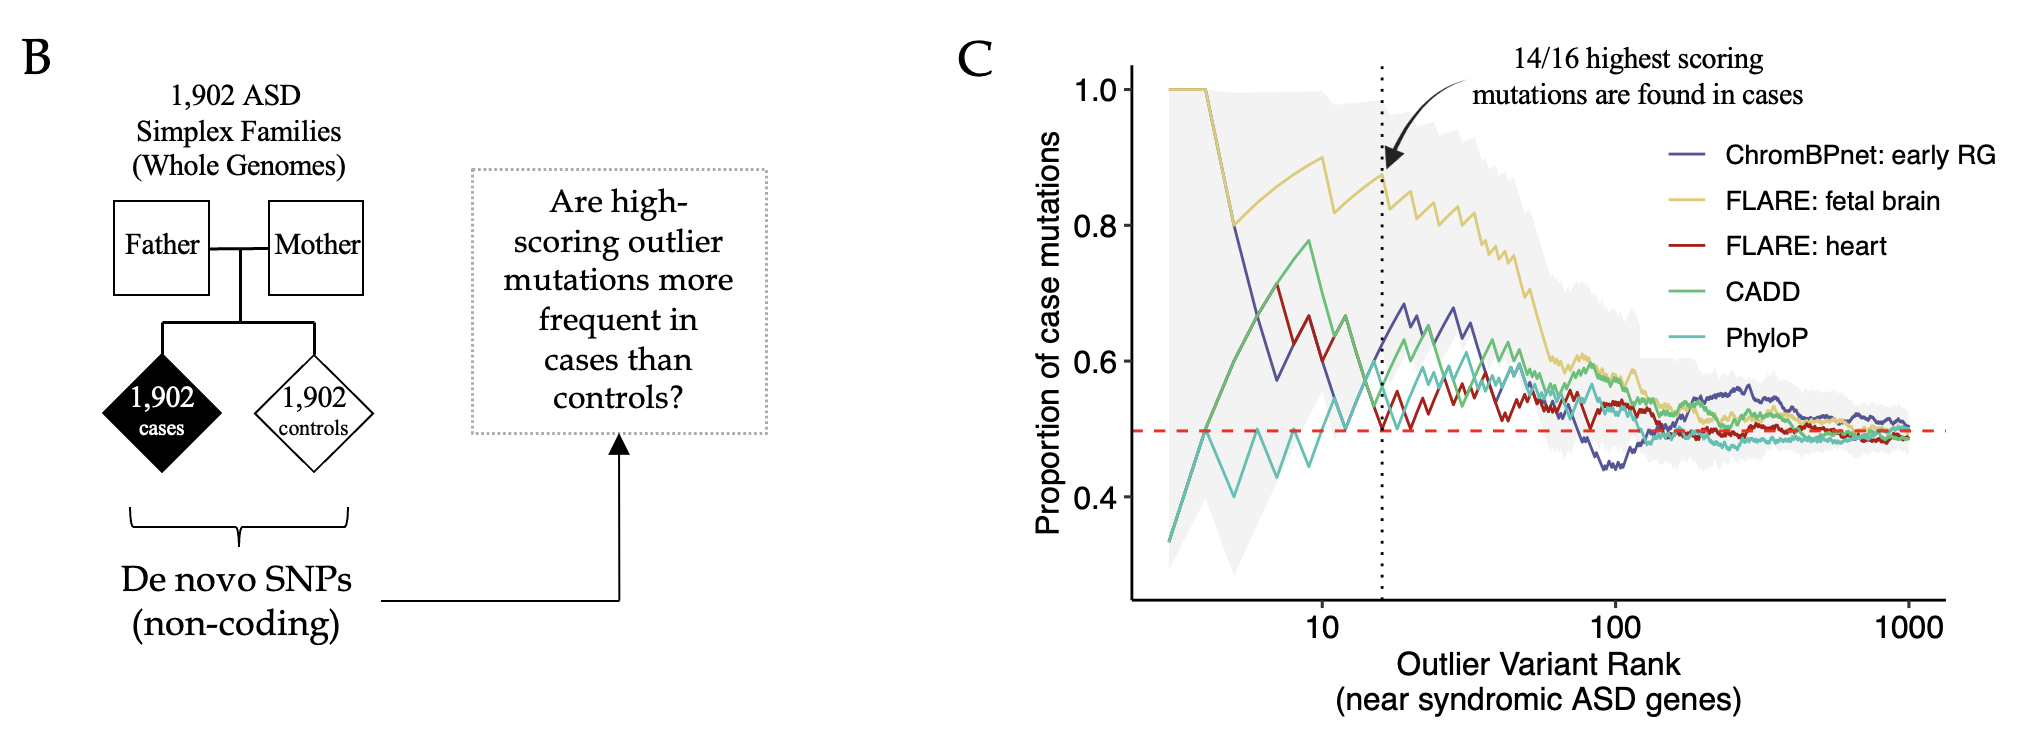 B
1,902 ASD
Simplex Families
(Whole Genomes)
Father
Mother
1,902
cases
1,902
controls
De novo SNPs
(non-coding)
Are high-
scoring outlier
mutations more
frequent in
cases than
controls?
C
14/16 highest scoring
mutations are found in cases
Proportion of case mutations
1.0
0.8
0.6
0.4
ChromBPnet: early RG
FLARE: fetal brain
FLARE: heart
CADD
PhyloP
10
100
1000
Outlier Variant Rank
(near syndromic ASD genes)